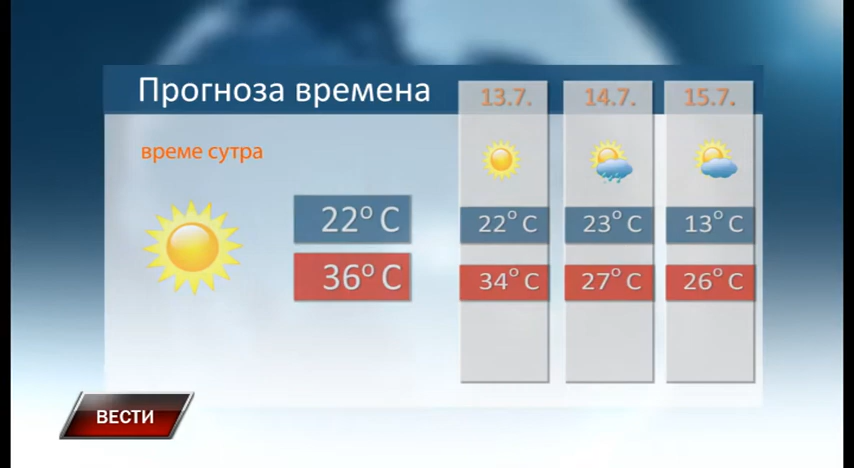 Прогноза времена
време сутра
22° C
36° C
13.7.
22° C
34° C
14.7.
23° C
27° C
15.7.
13° C
26° C
ВЕСТИ